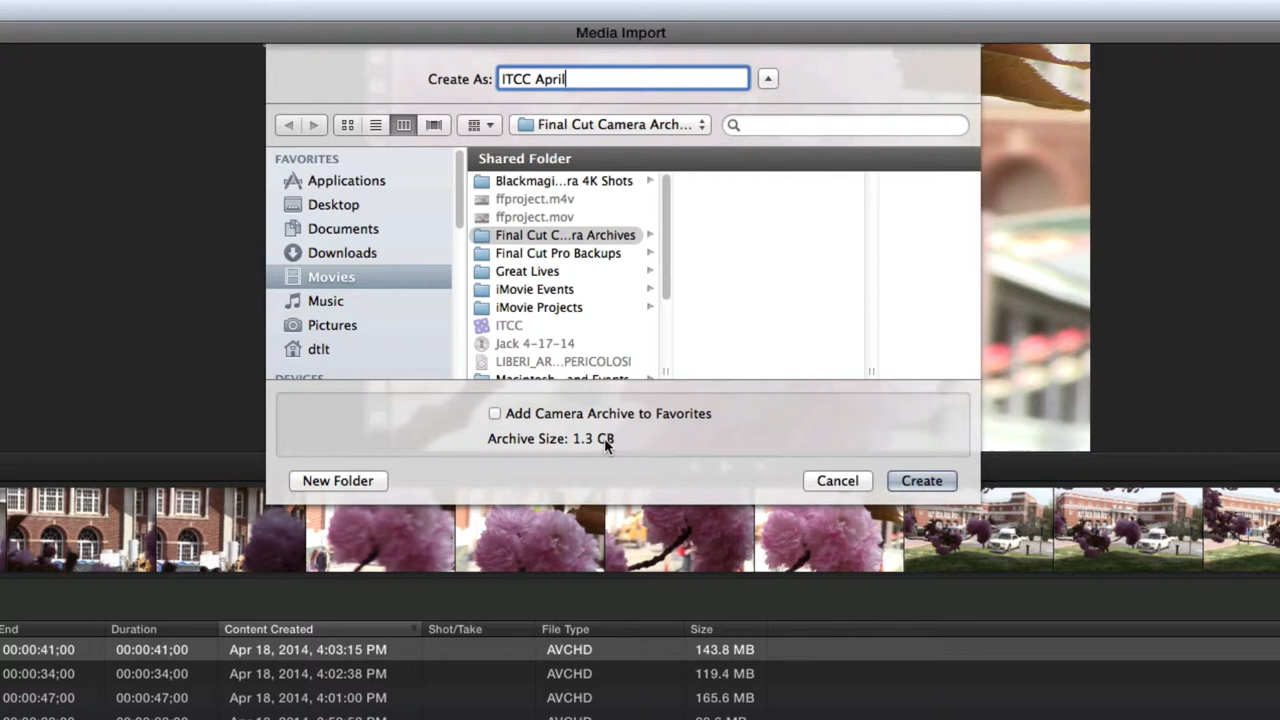 Media Import
Create As: ITCC April
Final Cut Camera Arch...
FAVORITES
Applications
Desktop
Documents
Downloads
Movies
Music
Pictures
dtlt
Shared Folder
Blackmagi...ra 4K Shots
ffproject.m4v
ffproject.mov
Final Cut C...ra Archives
Final Cut Pro Backups
Great Lives
iMovie Events
iMovie Projects
ITCC
Jack 4-17-14
LIBERI_AR...PERICOLOSI
Add Camera Archive to Favorites
Archive Size: 1.3 GB
New Folder
Cancel
Create
End Duration Content Created Shot/Take File Type Size
00:00:41;00 00:00:41;00 Apr 18, 2014, 4:03:15 PM AVCHD 143.8 MB
00:00:34;00 00:00:34;00 Apr 18, 2014, 4:02:38 PM AVCHD 119.4 MB
00:00:47;00 00:00:47;00 Apr 18, 2014, 4:01:00 PM AVCHD 165.6 MB